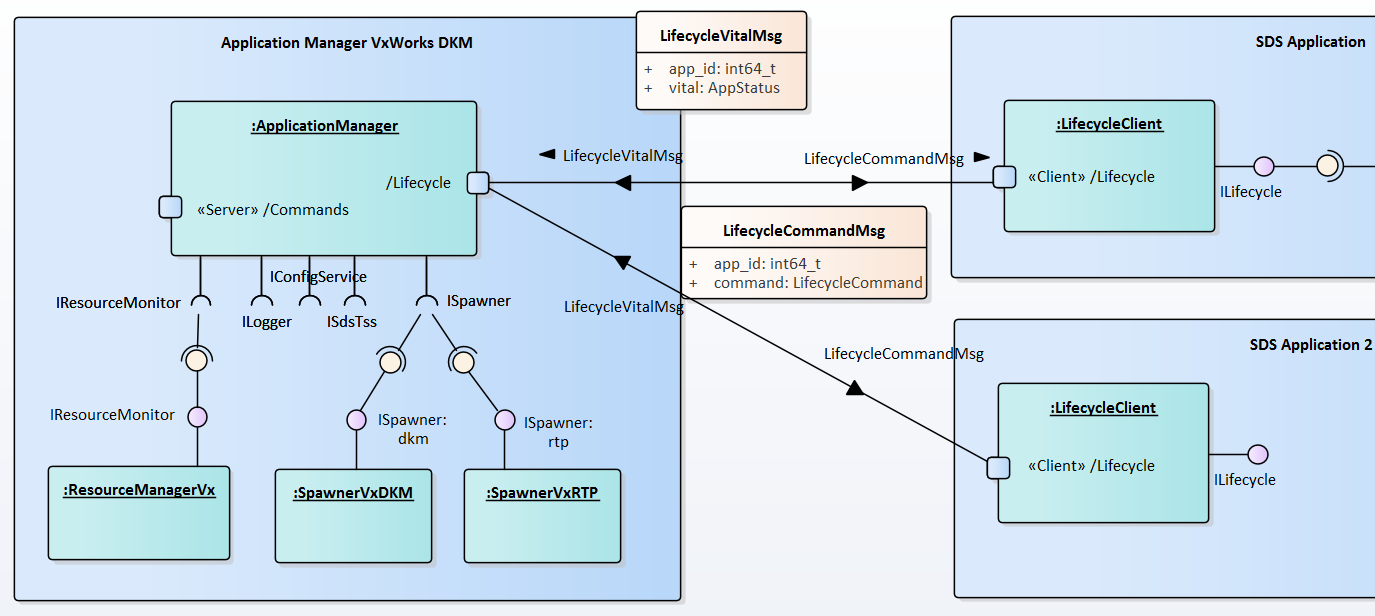 Application Manager VxWorks DKM
LifecycleVitalMsg
+ app_id: int64_t
+ vital: AppStatus
SDS Application
:ApplicationManager
/Lifecycle
«Server» /Commands
LifecycleVitalMsg
LifecycleCommandMsg
:LifecycleClient
«Client» /Lifecycle
ILifecycle
LifecycleCommandMsg
+ app_id: int64_t
+ command: LifecycleCommand
IConfigService
IResourceMonitor
ILogger
ISdsTss
ISpawner
LifecycleVitalMsg
LifecycleCommandMsg
SDS Application 2
:LifecycleClient
«Client» /Lifecycle
ILifecycle
IResourceMonitor
ISpawner:
dkm
ISpawner:
rtp
:ResourceManagerVx
:SpawnerVxDKM
:SpawnerVxRTP